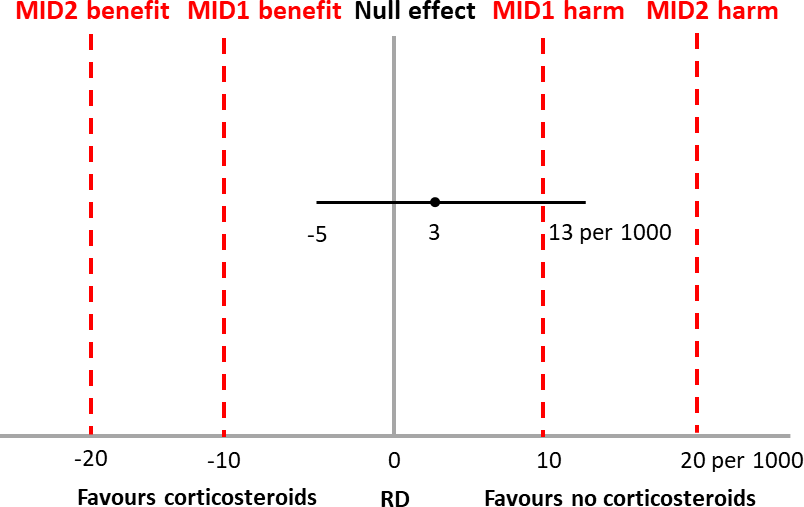 MID2 benefit MID1 benefit Null effect MID1 harm MID2 harm
-5 3 13 per 1000
-20 -10 0 10 20 per 1000
Favours corticosteroids RD Favours no corticosteroids